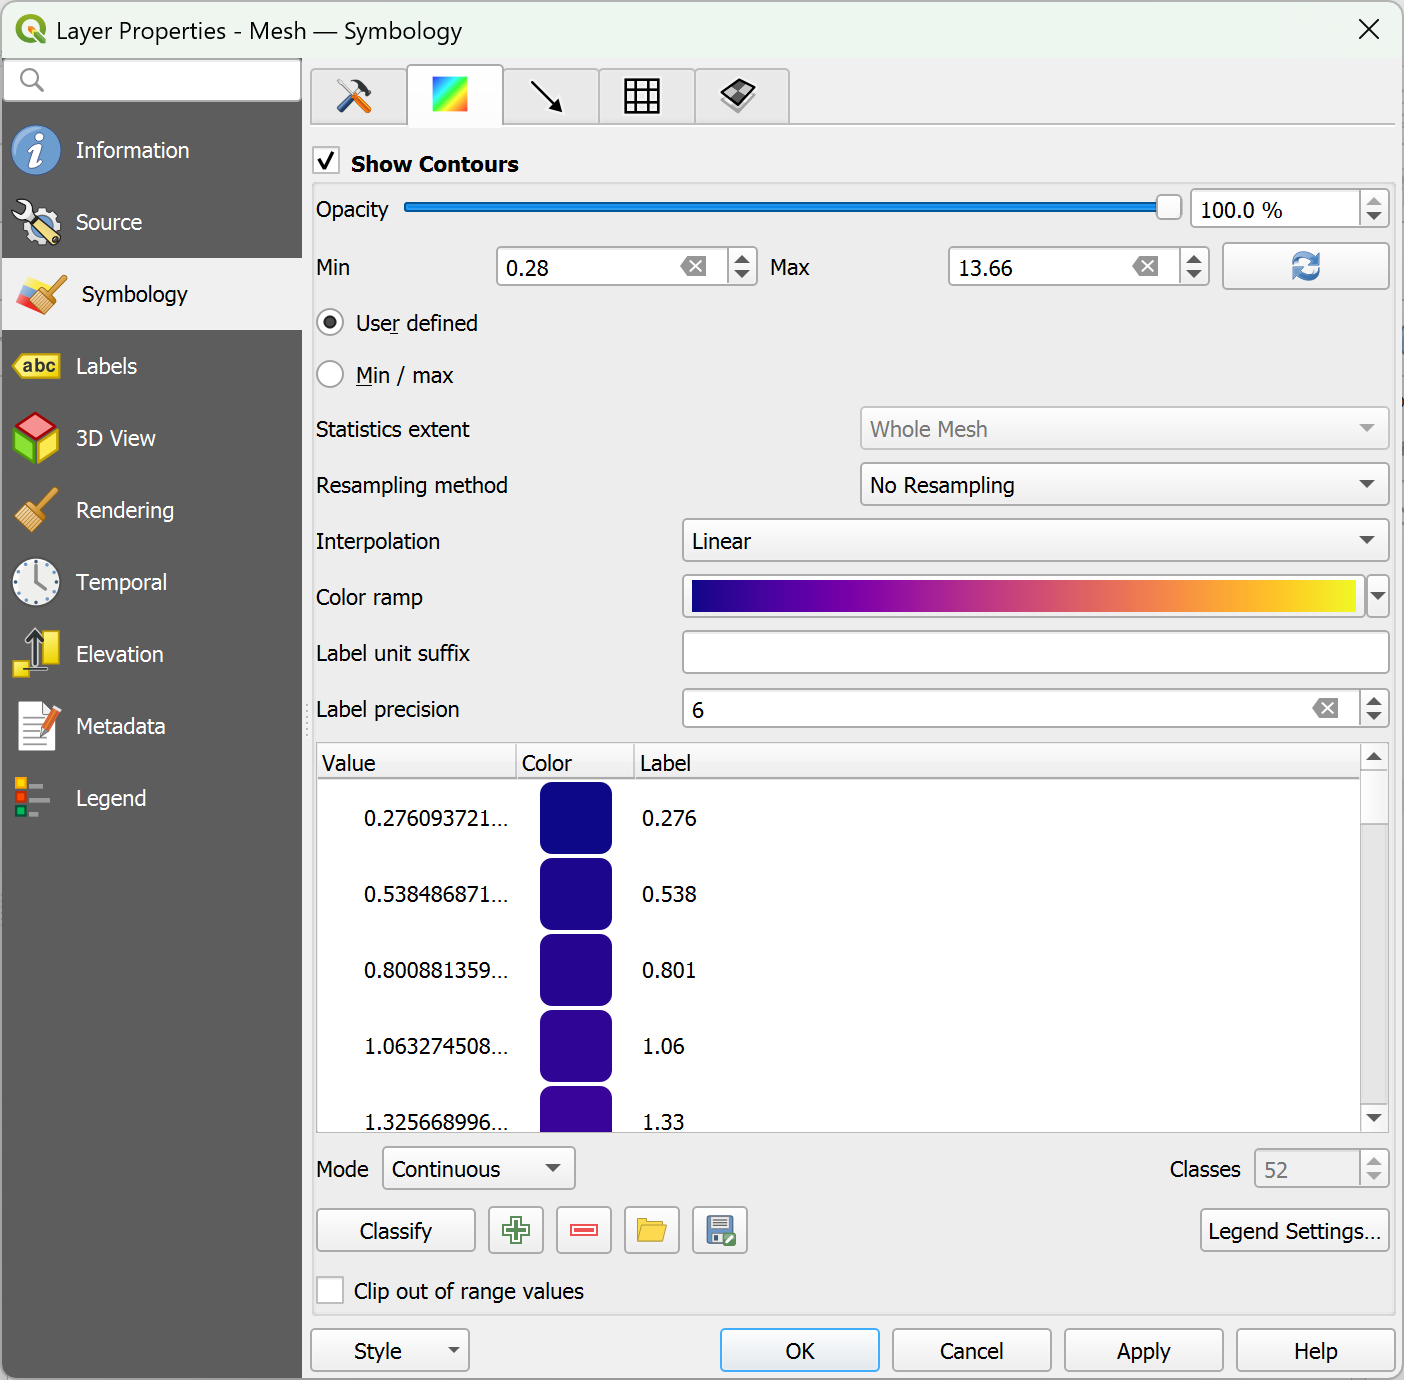 Layer Properties - Mesh — Symbology
Information
Source
Symbology
abc Labels
3D View
Rendering
Temporal
Elevation
Metadata
Legend
Show Contours
Opacity 100.0 %
Min 0.28 Max 13.66
User defined
Min / max
Statistics extent Whole Mesh
Resampling method No Resampling
Interpolation Linear
Color ramp
Label unit suffix
Label precision 6
Value Color Label
0.276093721... 0.276
0.538486871... 0.538
0.800881359... 0.801
1.063274508... 1.06
1.325668996... 1.33
Mode Continuous Classes 52
Classify Legend Settings...
Clip out of range values
Style OK Cancel Apply Help